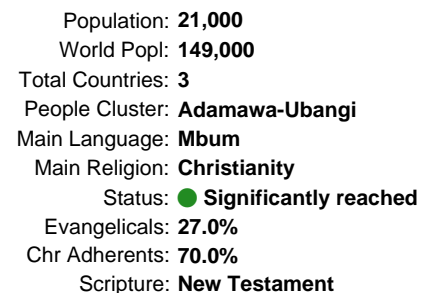 Population: 21,000
World Popl: 149,000
Total Countries: 3
People Cluster: Adamawa-Ubangi
Main Language: Mbum
Main Religion: Christianity
Status: Significantly reached
Evangelicals: 27.0%
Chr Adherents: 70.0%
Scripture: New Testament